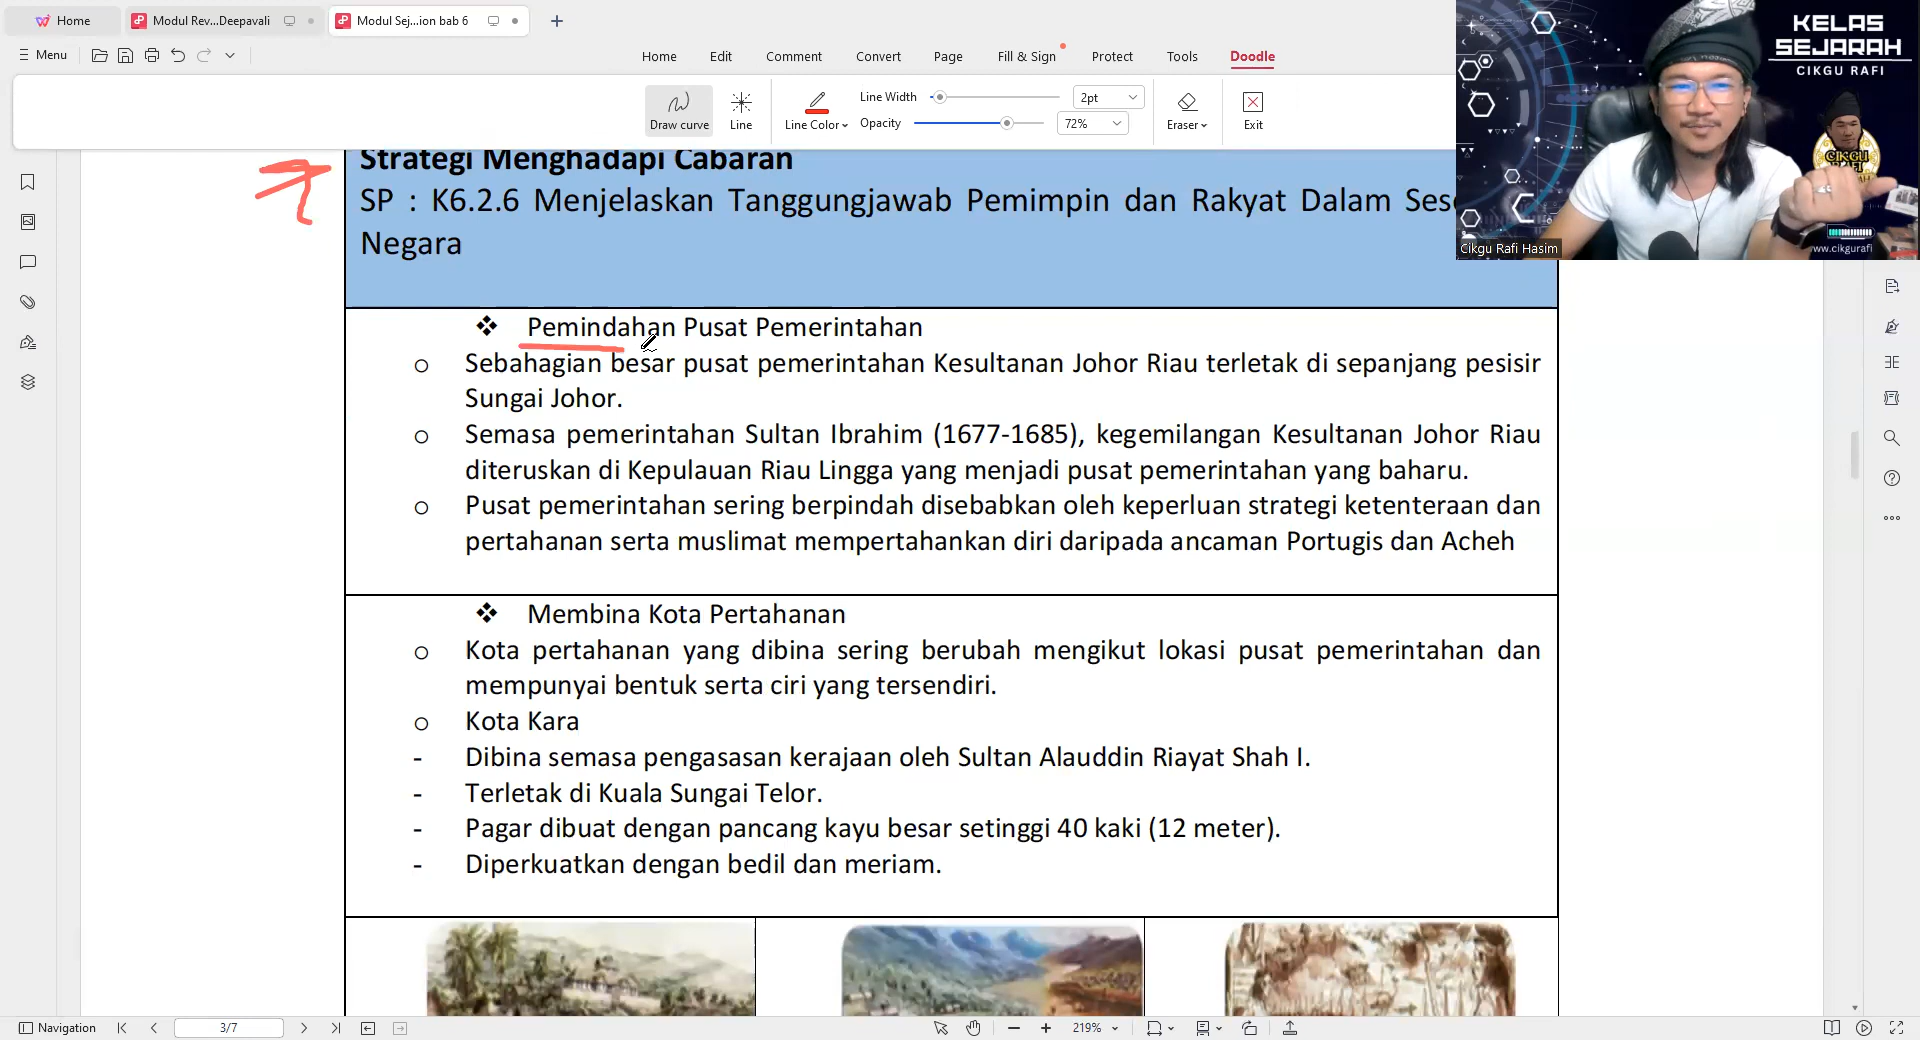 Home
Modul Rev...Deepavali
Modul Sej...ion bab 6
Menu
Home Edit Comment Convert Page Fill & Sign Protect Tools Doodle
Draw curve
Line
Line Color
Line Width
2pt
Opacity
72%
Eraser
Exit
KELAS
SEJARAH
CIKGU RAFI
CIKGU
Cikgu Rafi Hasim
Strategi Menghadapi Cabaran
SP : K6.2.6 Menjelaskan Tanggungjawab Pemimpin dan Rakyat Dalam
Negara
❖ Pemindahan Pusat Pemerintahan
o Sebahagian besar pusat pemerintahan Kesultanan Johor Riau terletak di sepanjang pesisir
Sungai Johor.
o Semasa pemerintahan Sultan Ibrahim (1677-1685), kegemilangan Kesultanan Johor Riau
diteruskan di Kepulauan Riau Lingga yang menjadi pusat pemerintahan yang baharu.
o Pusat pemerintahan sering berpindah disebabkan oleh keperluan strategi ketenteraan dan
pertahanan serta muslimat mempertahankan diri daripada ancaman Portugis dan Acheh
❖ Membina Kota Pertahanan
o Kota pertahanan yang dibina sering berubah mengikut lokasi pusat pemerintahan dan
mempunyai bentuk serta ciri yang tersendiri.
o Kota Kara
- Dibina semasa pengasasan kerajaan oleh Sultan Alauddin Riayat Shah I.
- Terletak di Kuala Sungai Telor.
- Pagar dibuat dengan pancang kayu besar setinggi 40 kaki (12 meter).
- Diperkuatkan dengan bedil dan meriam.
Navigation
3/7
219%